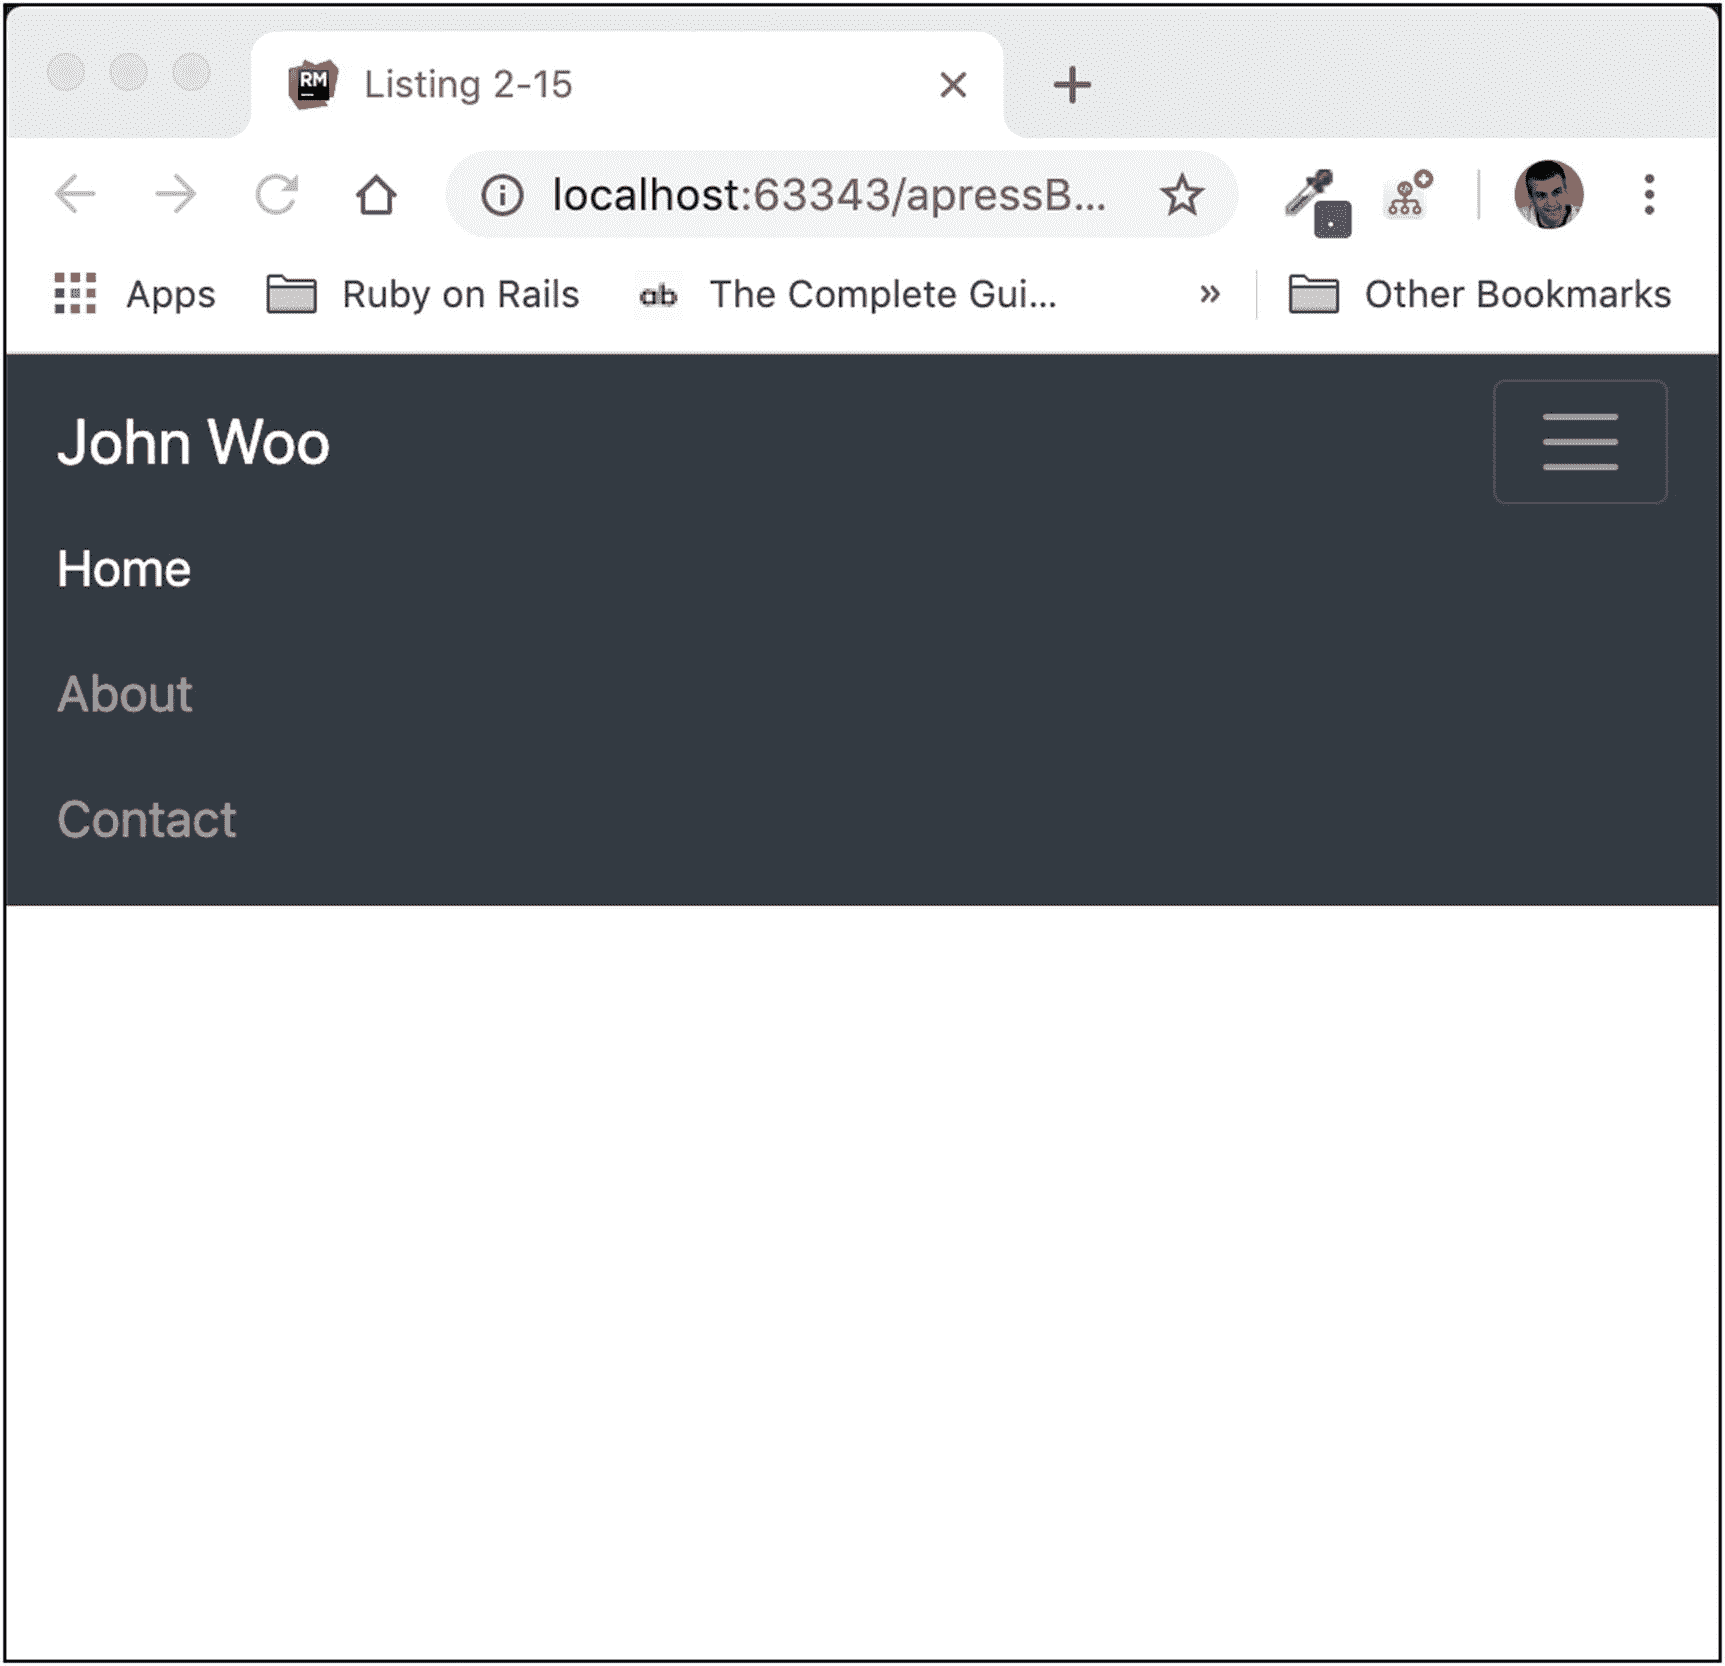 RM Listing 2-15
localhost:63343/apressB...
Apps Ruby on Rails ab The Complete Gui... » Other Bookmarks
John Woo
Home
About
Contact